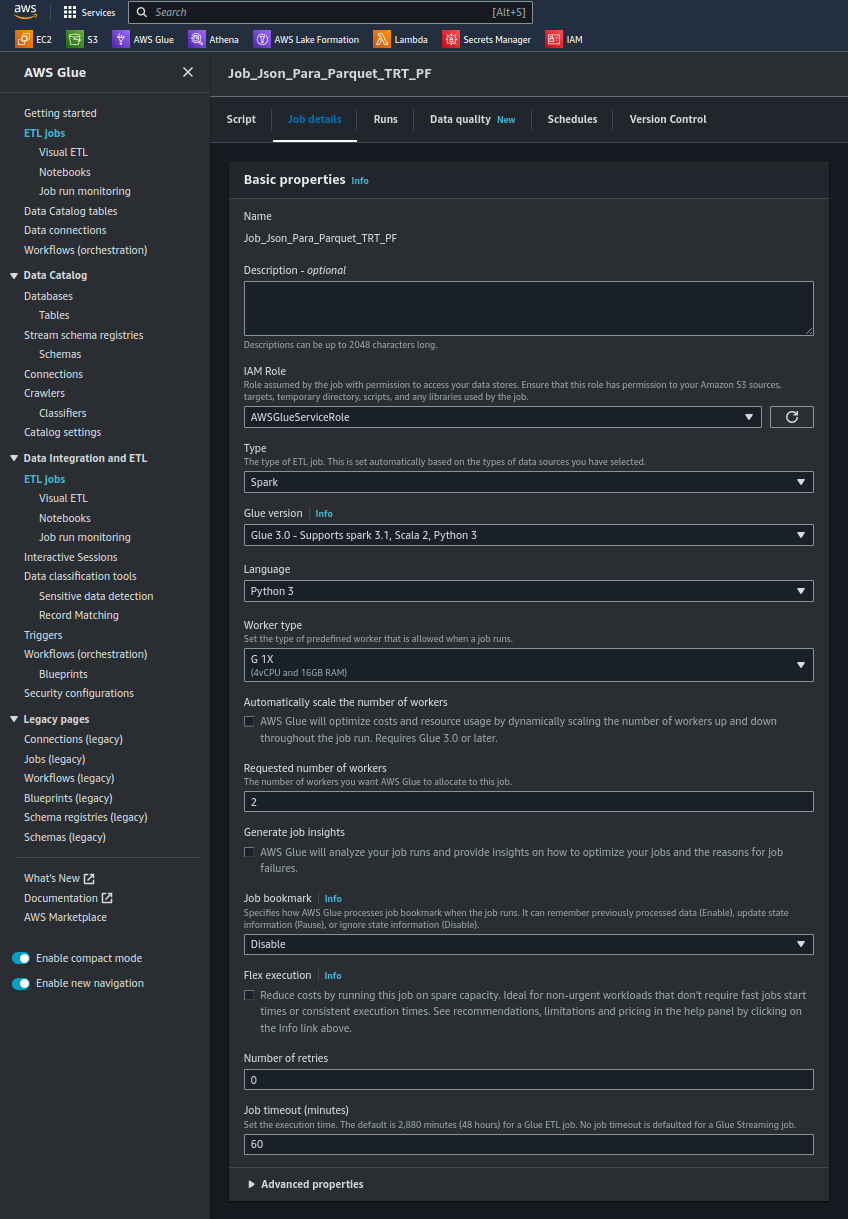 aws
Services
Search
[Alt+S]
EC2
S3
AWS Glue
Athena
AWS Lake Formation
Lambda
Secrets Manager
IAM
AWS Glue
Getting started
ETL jobs
Visual ETL
Notebooks
Job run monitoring
Data Catalog tables
Data connections
Workflows (orchestration)
Data Catalog
Databases
Tables
Stream schema registries
Schemas
Connections
Crawlers
Classifiers
Catalog settings
Data Integration and ETL
ETL jobs
Visual ETL
Notebooks
Job run monitoring
Interactive Sessions
Data classification tools
Sensitive data detection
Record Matching
Triggers
Workflows (orchestration)
Blueprints
Security configurations
Legacy pages
Connections (legacy)
Jobs (legacy)
Workflows (legacy)
Blueprints (legacy)
Schema registries (legacy)
Schemas (legacy)
What's New
Documentation
AWS Marketplace
Enable compact mode
Enable new navigation
Job_Json_Para_Parquet_TRT_PF
Script
Job details
Runs
Data quality New
Schedules
Version Control
Basic properties Info
Name
Job_Json_Para_Parquet_TRT_PF
Description - optional
Descriptions can be up to 2048 characters long.
IAM Role
Role assumed by the job with permission to access your data stores. Ensure that this role has permission to your Amazon S3 sources,
targets, temporary directory, scripts, and any libraries used by the job.
AWSGlueServiceRole
Type
The type of ETL job. This is set automatically based on the types of data sources you have selected.
Spark
Glue version Info
Glue 3.0 - Supports spark 3.1, Scala 2, Python 3
Language
Python 3
Worker type
Set the type of predefined worker that is allowed when a job runs.
G 1X
(4vCPU and 16GB RAM)
Automatically scale the number of workers
AWS Glue will optimize costs and resource usage by dynamically scaling the number of workers up and down
throughout the job run. Requires Glue 3.0 or later.
Requested number of workers
The number of workers you want AWS Glue to allocate to this job.
2
Generate job insights
AWS Glue will analyze your job runs and provide insights on how to optimize your jobs and the reasons for job
failures.
Job bookmark Info
Specifies how AWS Glue processes job bookmark when the job runs. It can remember previously processed data (Enable), update state
information (Pause), or ignore state information (Disable).
Disable
Flex execution Info
Reduce costs by running this job on spare capacity. Ideal for non-urgent workloads that don't require fast jobs start
times or consistent execution times. See recommendations, limitations and pricing in the help panel by clicking on
the Info link above.
Number of retries
0
Job timeout (minutes)
Set the execution time. The default is 2,880 minutes (48 hours) for a Glue ETL job. No job timeout is defaulted for a Glue Streaming job.
60
Advanced properties